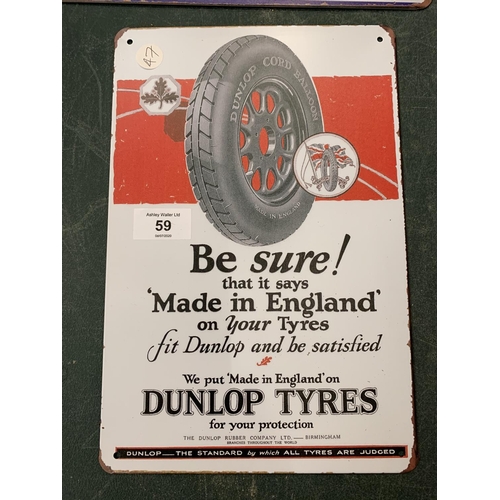 47
DUNLOP CORD BALLOON
MADE IN ENGLAND
Ashley Waller Ltd
59
Be sure!
that it says
'Made in England'
on Your Tyres
fit Dunlop and be satisfied
We put 'Made in England' on
DUNLOP TYRES
for your protection
THE DUNLOP RUBBER COMPANY LTD. — BIRMINGHAM
BRANCHES THROUGHOUT THE WORLD
DUNLOP — THE STANDARD by which ALL TYRES ARE JUDGED